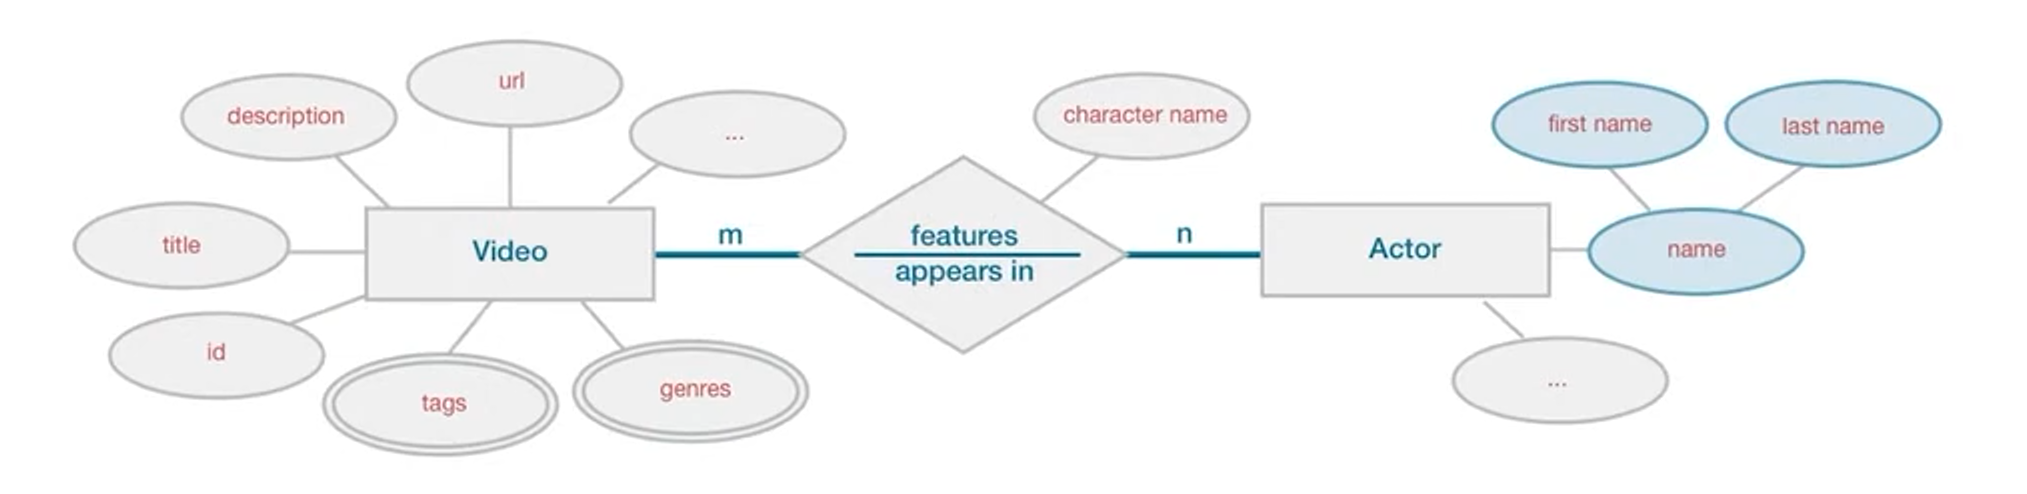 url
description
...
character name
first name
last name
title
Video
m
features
appears in
n
Actor
name
id
tags
genres
...